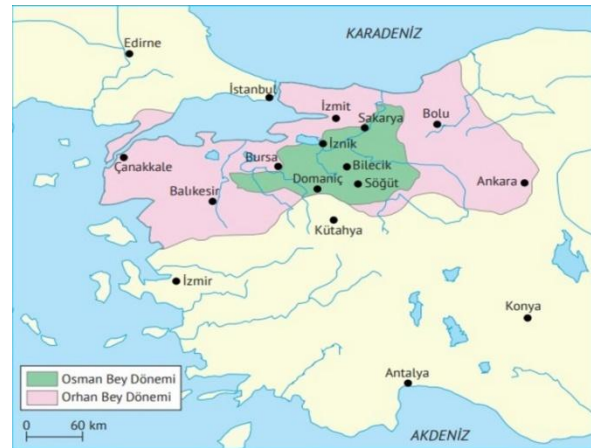 KARADENİZ
Edirne
İstanbul
İzmit
Sakarya
Bolu
İznik
Çanakkale
Bursa
Bilecik
Domaniç
Söğüt
Ankara
Balıkesir
Kütahya
İzmir
Konya
Antalya
AKDENİZ
Osman Bey Dönemi
Orhan Bey Dönemi
0 60 km